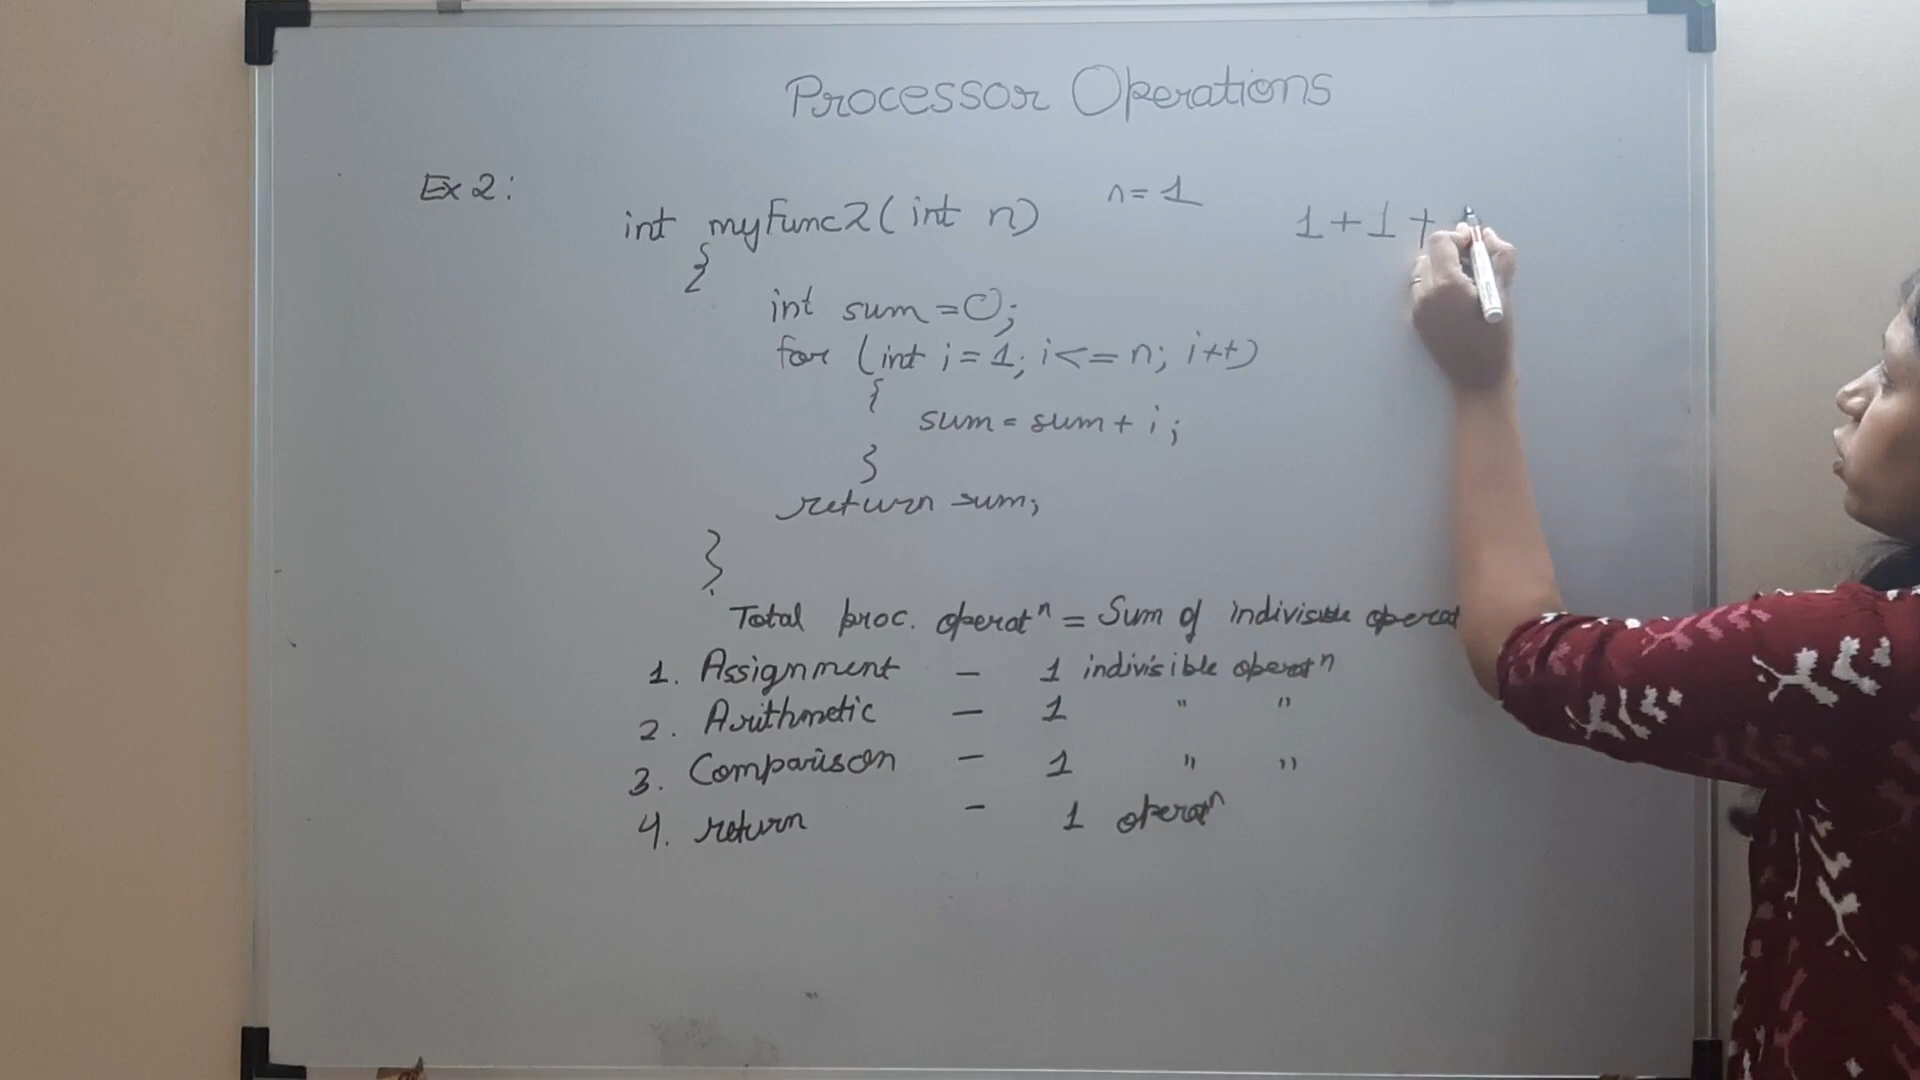 Processor Operations
Ex 2:
int myFunc2(int n) n=1 1+1+
{
int sum=0;
for (int i=1; i<=n; i++)
{
sum = sum + i;
}
return sum;
}
Total proc. operatⁿ = Sum of indivisible operat
1. Assignment - 1 indivisible operatⁿ
2. Arithmetic - 1 " "
3. Comparison - 1 " "
4. return - 1 operatⁿ